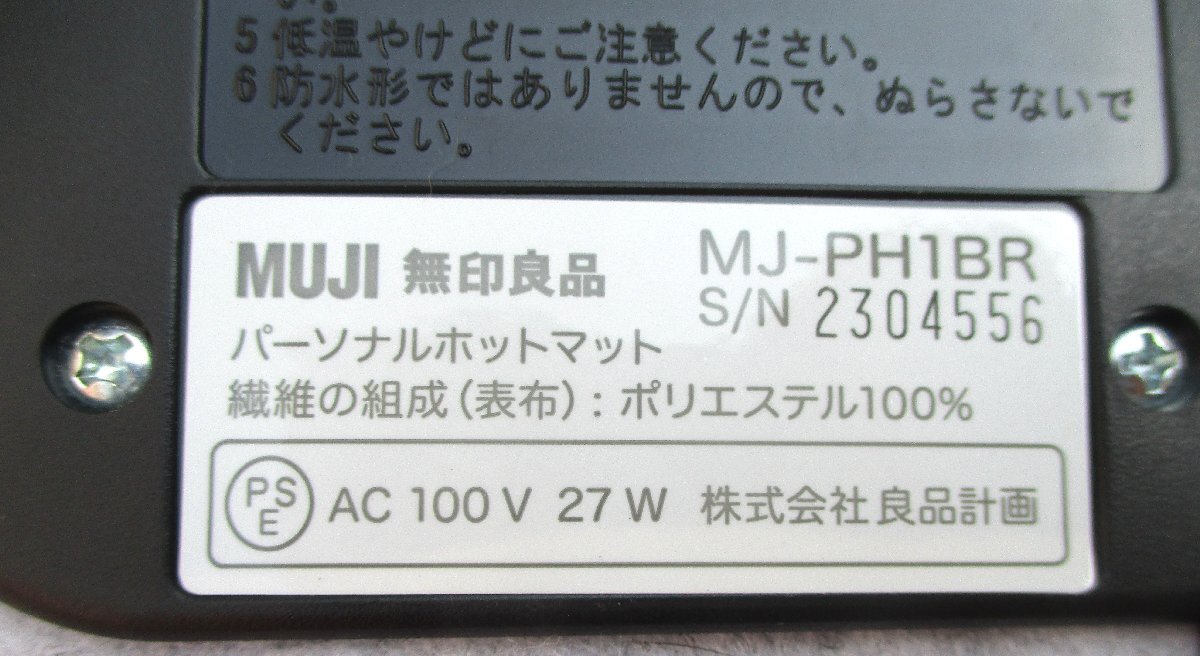 い。
5 低温やけどにご注意ください。
6 防水形ではありませんので、ぬらさないで
ください。
MUJI 無印良品
MJ-PH1BR
S/N 2304556
パーソナルホットマット
繊維の組成(表布): ポリエステル100%
PSE AC 100 V 27 W 株式会社 良品計画